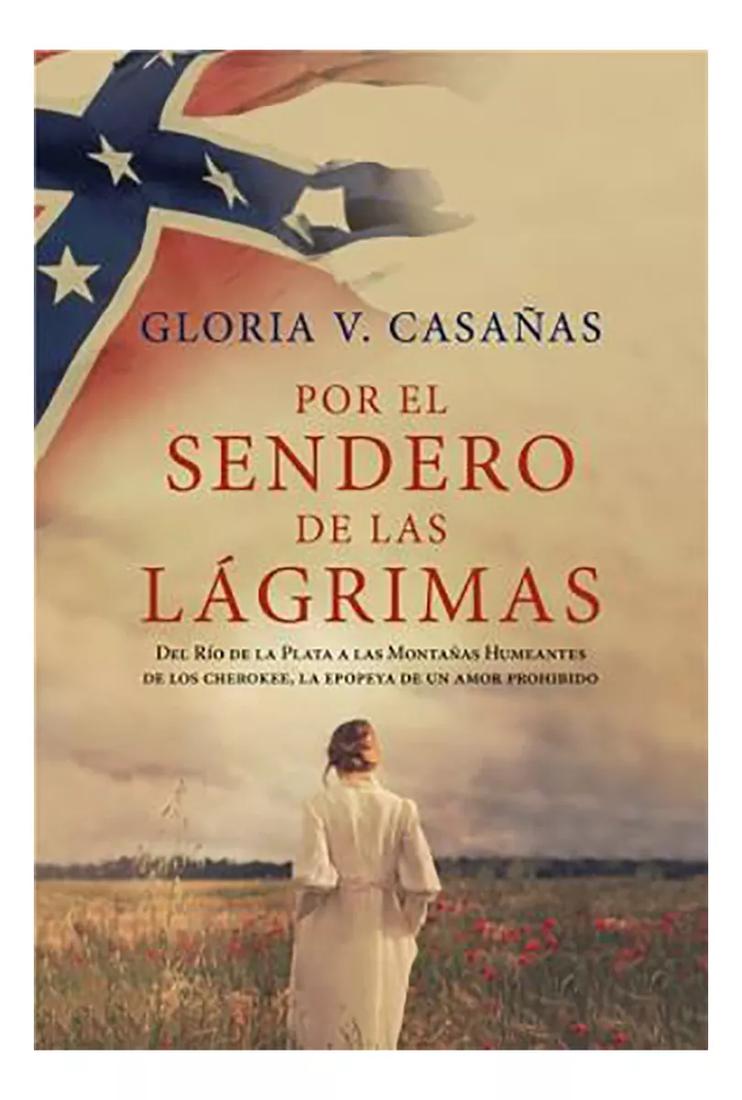 GLORIA V. CASAÑAS
POR EL
SENDERO
DE LAS
LÁGRIMAS
DEL RÍO DE LA PLATA A LAS MONTAÑAS HUMEANTES
DE LOS CHEROKEE, LA EPOPEYA DE UN AMOR PROHIBIDO